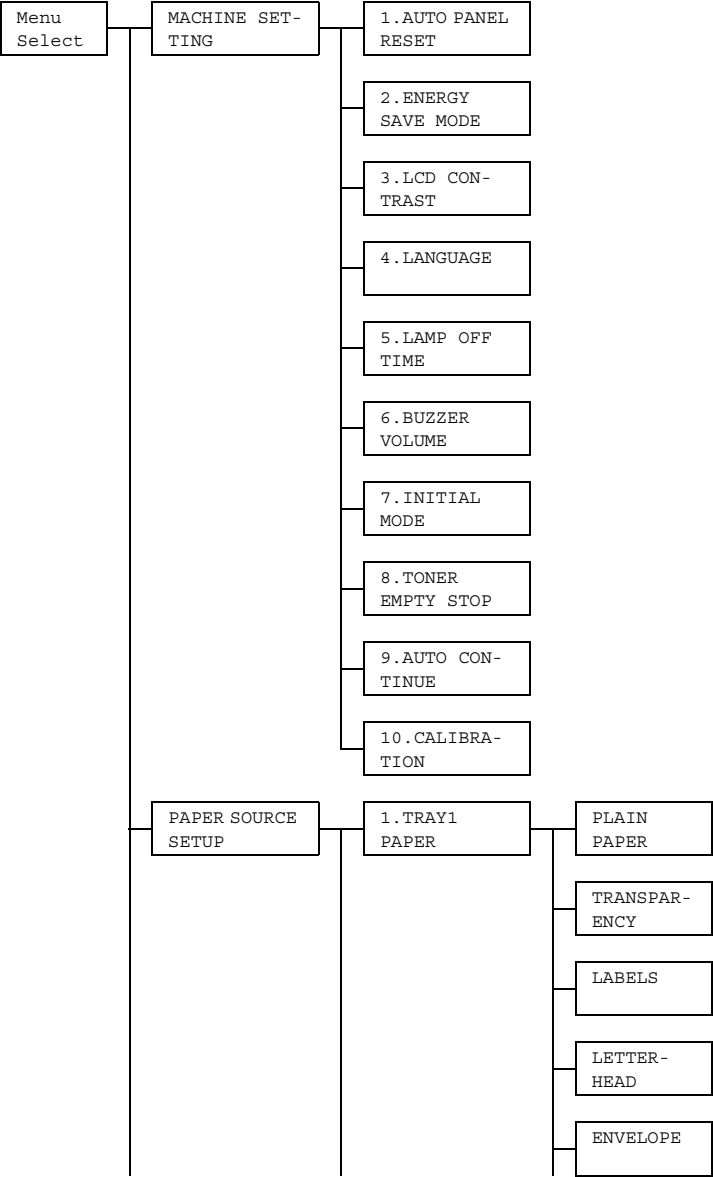 Menu
Select
MACHINE SET-
TING
1.AUTO PANEL
RESET
2.ENERGY
SAVE MODE
3.LCD CON-
TRAST
4.LANGUAGE
5.LAMP OFF
TIME
6.BUZZER
VOLUME
7.INITIAL
MODE
8.TONER
EMPTY STOP
9.AUTO CON-
TINUE
10.CALIBRA-
TION
PAPER SOURCE
SETUP
1.TRAY1
PAPER
PLAIN
PAPER
TRANSPAR-
ENCY
LABELS
LETTER-
HEAD
ENVELOPE